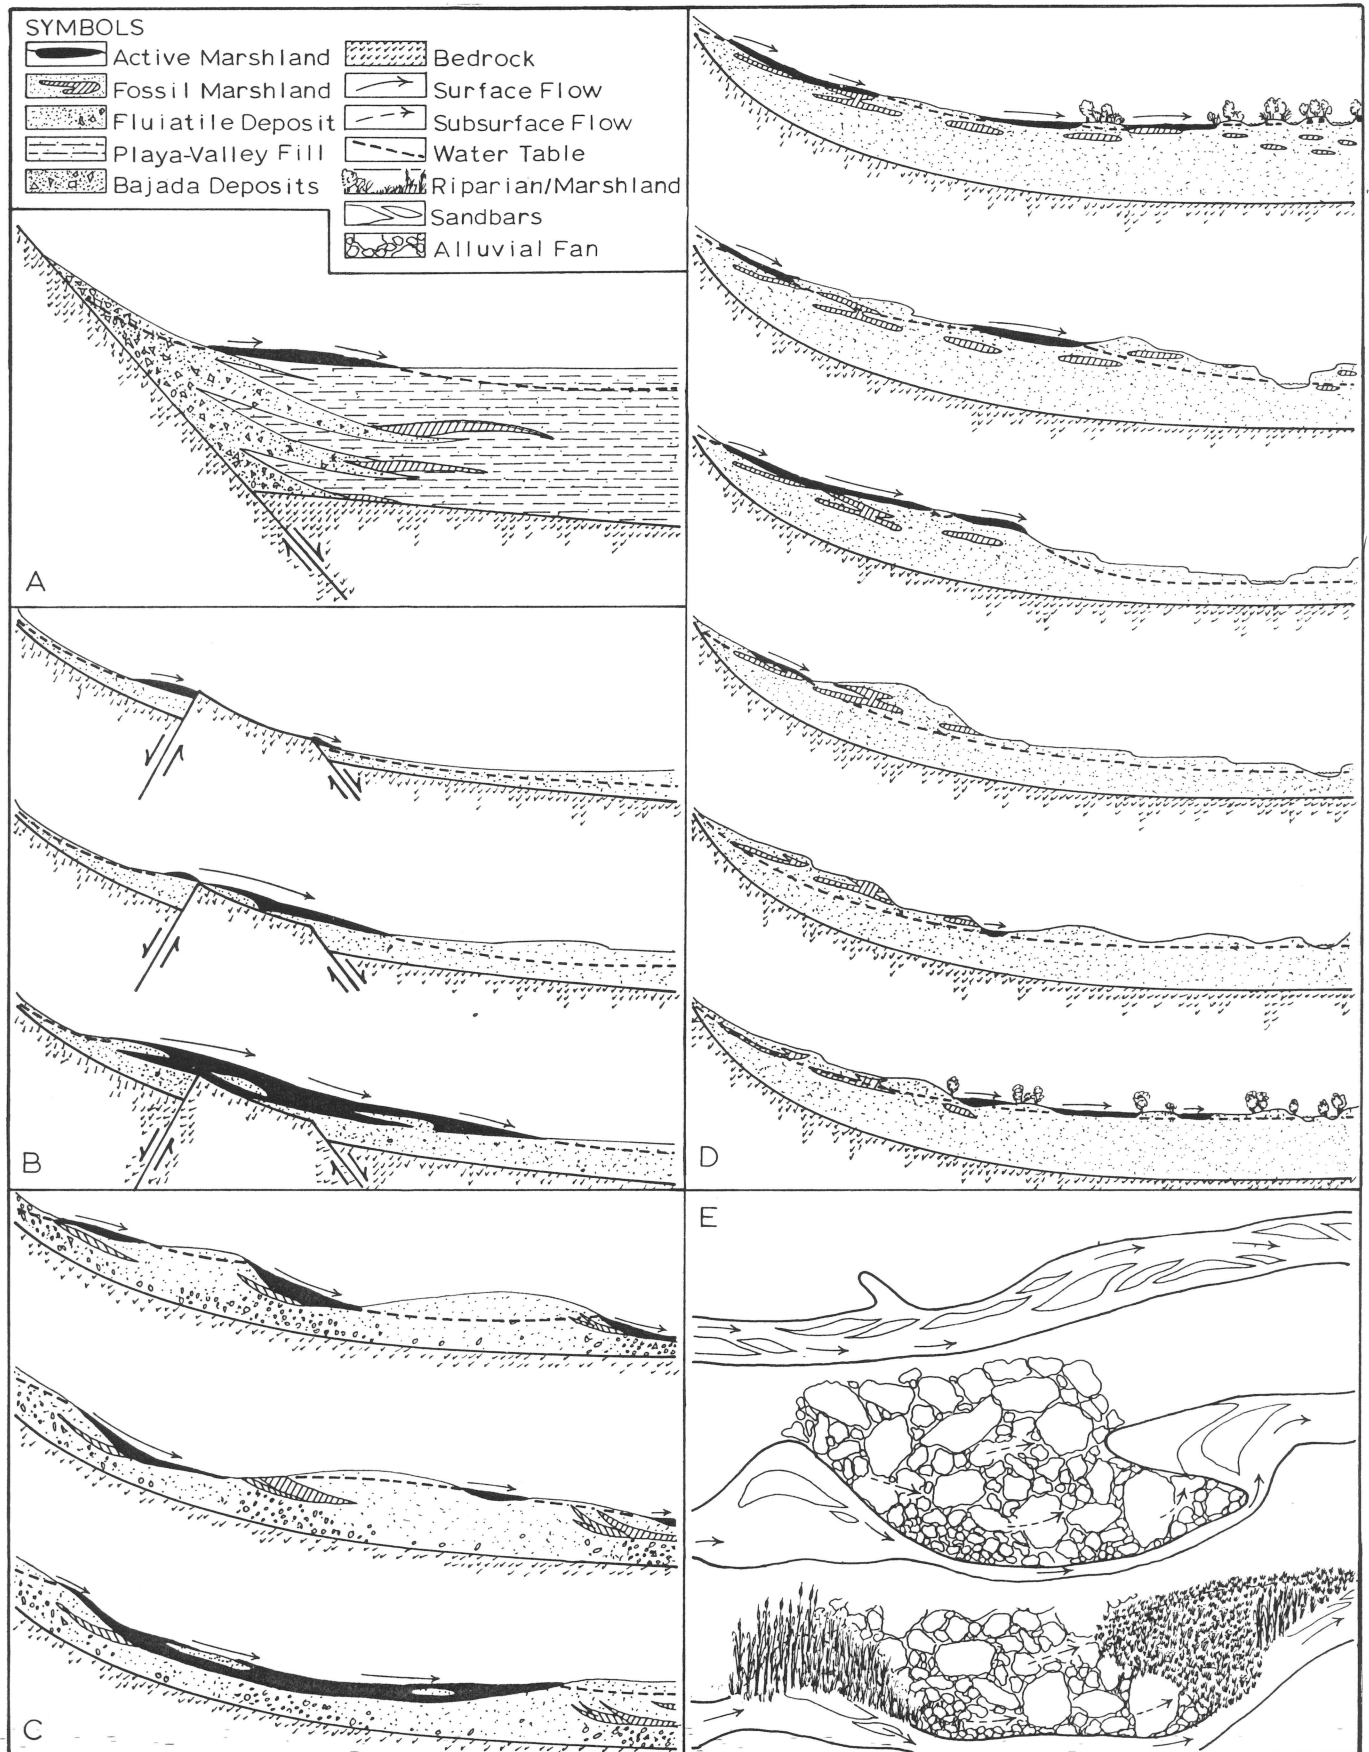 SYMBOLS
Active Marshland
Fossil Marshland
Fluiatile Deposit
Playa-Valley Fill
Bajada Deposits
Bedrock
Surface Flow
Subsurface Flow
Water Table
Riparian/Marshland
Sandbars
Alluvial Fan
A
B
C
D
E